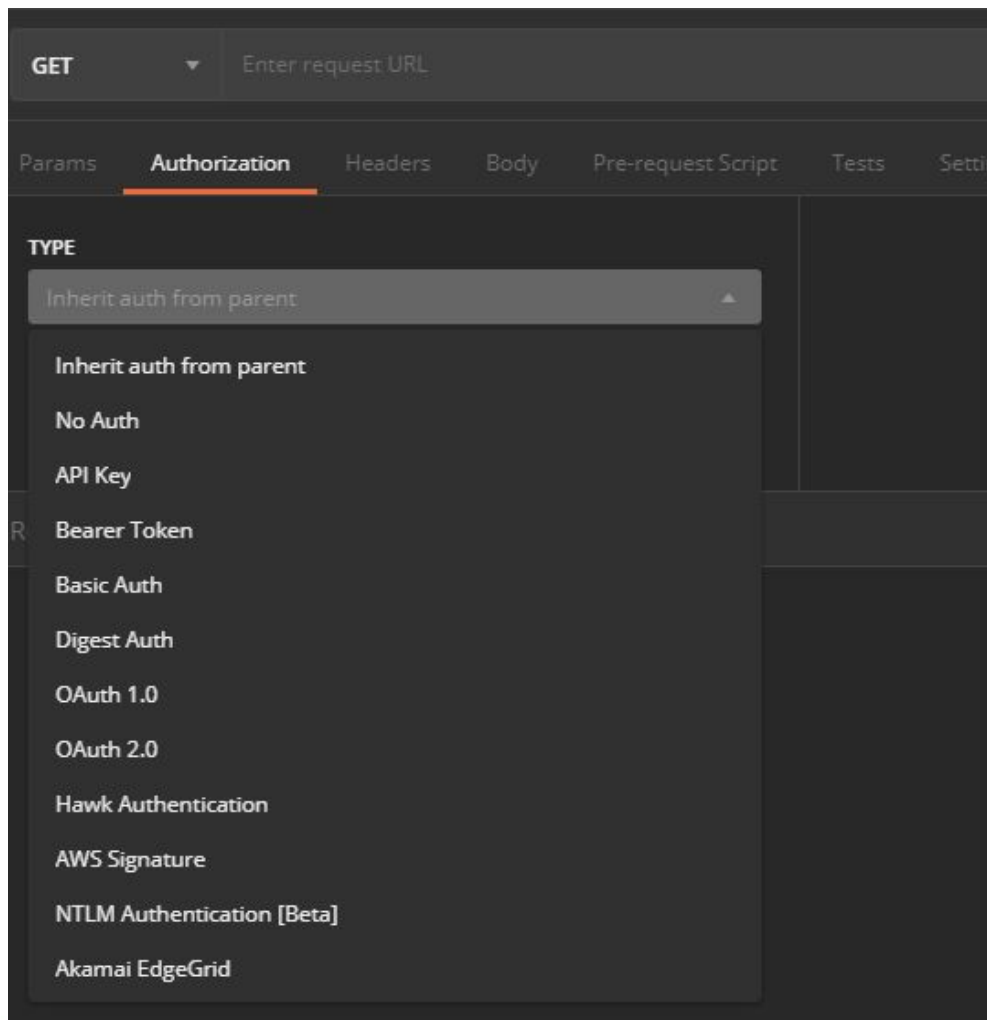 GET Enter request URL
Params Authorization Headers Body Pre-request Script Tests
TYPE
Inherit auth from parent
Inherit auth from parent
No Auth
API Key
Bearer Token
Basic Auth
Digest Auth
OAuth 1.0
OAuth 2.0
Hawk Authentication
AWS Signature
NTLM Authentication [Beta]
Akamai EdgeGrid